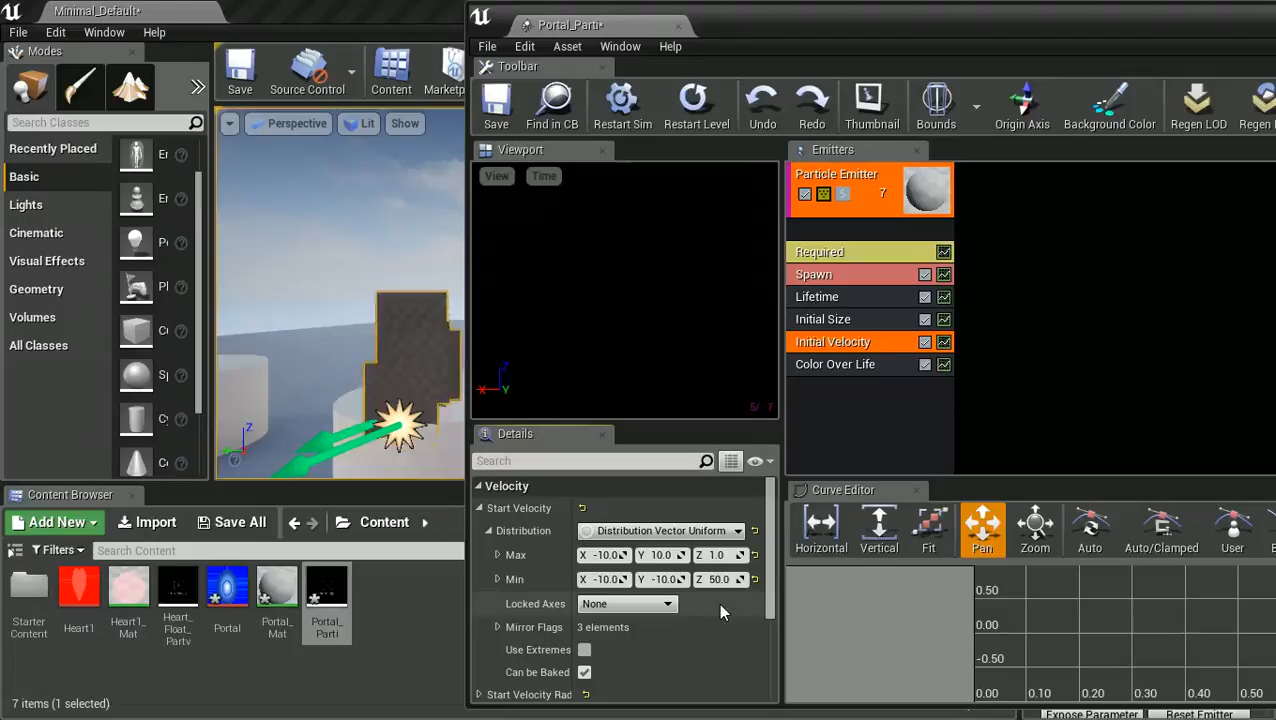 Minimal_Default*
File Edit Window Help
Modes
Search Classes
Recently Placed
Basic
Lights
Cinematic
Visual Effects
Geometry
Volumes
All Classes
Save
Source Control
Content
Marketp
Perspective
Lit
Show
Z
Content Browser
Add New
Import
Save All
Content
Filters
Search Content
Starter Content
Heart1
Heart1_Mat
Heart_Float_Partv
Portal
Portal_Mat
Portal_Parti
7 items (1 selected)
Portal_Parti*
File Edit Asset Window Help
Toolbar
Save
Find in CB
Restart Sim
Restart Level
Undo
Redo
Thumbnail
Bounds
Origin Axis
Background Color
Regen LOD
Regen
Viewport
View
Time
Z
X
Y
5/ 7
Emitters
Particle Emitter
S
7
Required
Spawn
Lifetime
Initial Size
Initial Velocity
Color Over Life
Details
Search
Velocity
Start Velocity
Distribution Distribution Vector Uniform
Max X -10.0 Y 10.0 Z 1.0
Min X -10.0 Y -10.0 Z 50.0
Locked Axes None
Mirror Flags 3 elements
Use Extremes
Can be Baked
Start Velocity Rad
Curve Editor
Horizontal
Vertical
Fit
Pan
Zoom
Auto
Auto/Clamped
User
0.50
0.00
-0.50
0.00 0.10 0.20 0.30 0.40 0.50
Expose Parameter
Reset Emitter